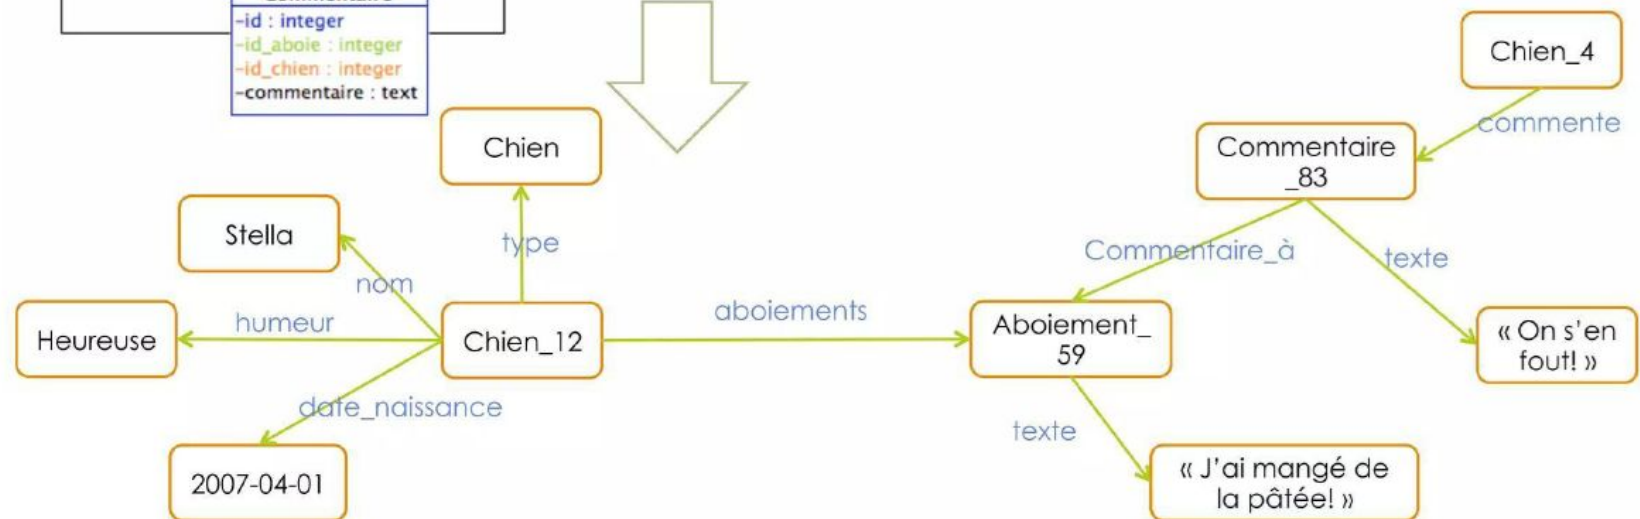 -id : integer
-id_aboie : integer
-id_chien : integer
-commentaire : text
Chien_4
commente
Chien
Commentaire
_83
Stella
type
Commentaire_à
texte
nom
Heureuse
humeur
Chien_12
aboiements
Aboiement_
59
« On s'en
fout! »
date_naissance
texte
2007-04-01
« J'ai mangé de
la pâtée! »